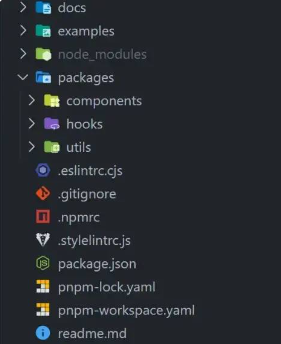 docs
examples
node_modules
packages
components
hooks
utils
.eslintrc.cjs
.gitignore
.npmrc
.stylelintrc.js
package.json
pnpm-lock.yaml
pnpm-workspace.yaml
readme.md